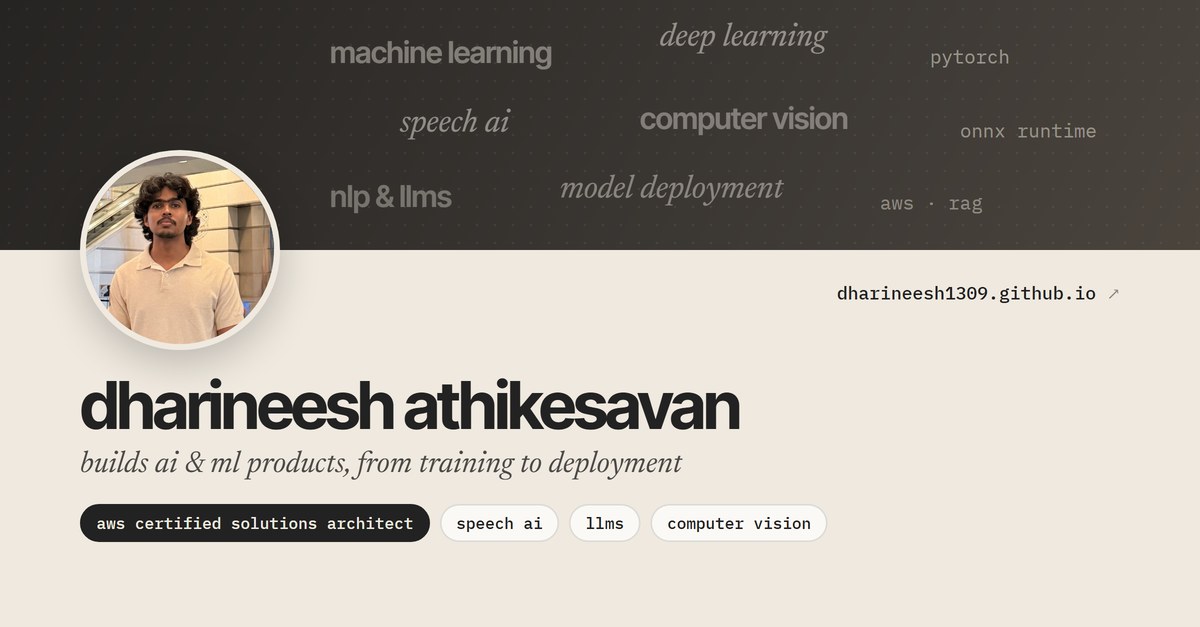 deep learning
machine learning
pytorch
speech ai
computer vision
onnx runtime
nlp & llms
model deployment
aws · rag
dharineesh1309.github.io ↗
dharineesh athikesavan
builds ai & ml products, from training to deployment
aws certified solutions architect
speech ai
llms
computer vision